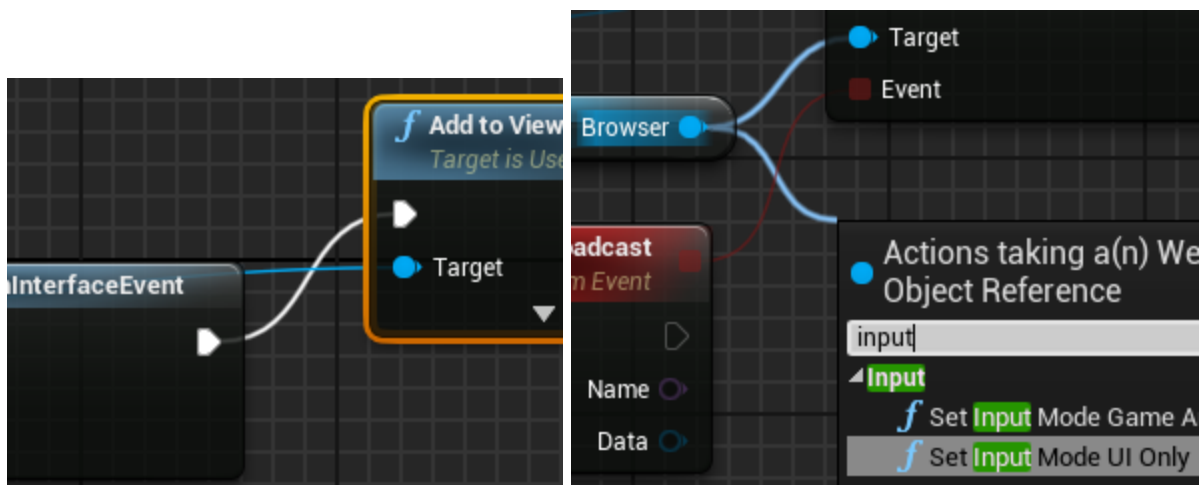 f Add to View
Target is Use
Target
InterfaceEvent
Target
Event
Browser
adcast
m Event
Name
Data
Actions taking a(n) We
Object Reference
input
Input
f Set Input Mode Game A
f Set Input Mode UI Only